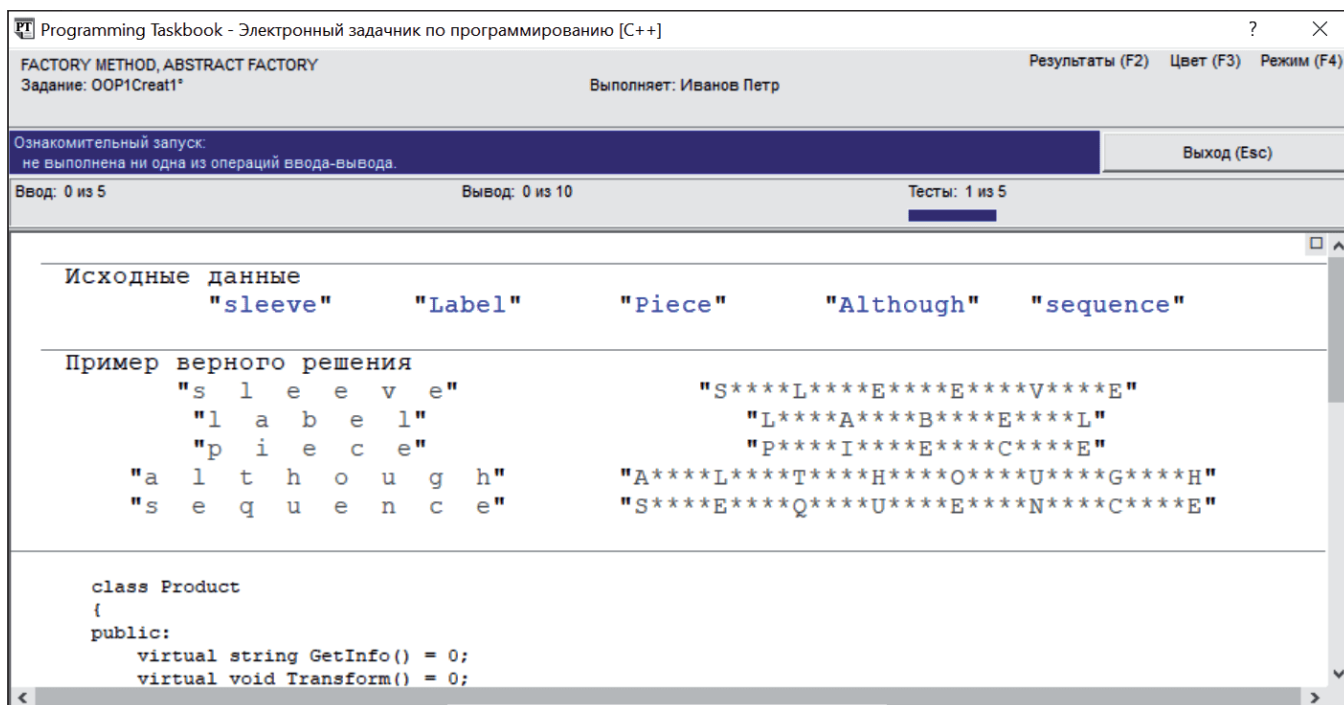 Programming Taskbook - Электронный задачник по программированию [C++] ?
FACTORY METHOD, ABSTRACT FACTORY Результаты (F2) Цвет (F3) Режим (F4)
Задание: OOP1Creat1° Выполняет: Иванов Петр
Ознакомительный запуск:
не выполнена ни одна из операций ввода-вывода.
Выход (Esc)
Ввод: 0 из 5 Вывод: 0 из 10 Тесты: 1 из 5
Исходные данные
"sleeve" "Label" "Piece" "Although" "sequence"
Пример верного решения
"s l e e v e" "S****L****E****E****V****E"
"l a b e l" "L****A****B****E****L"
"p i e c e" "P****I****E****C****E"
"a l t h o u g h" "A****L****T****H****O****U****G****H"
"s e q u e n c e" "S****E****Q****U****E****N****C****E"
class Product
{
public:
virtual string GetInfo() = 0;
virtual void Transform() = 0;